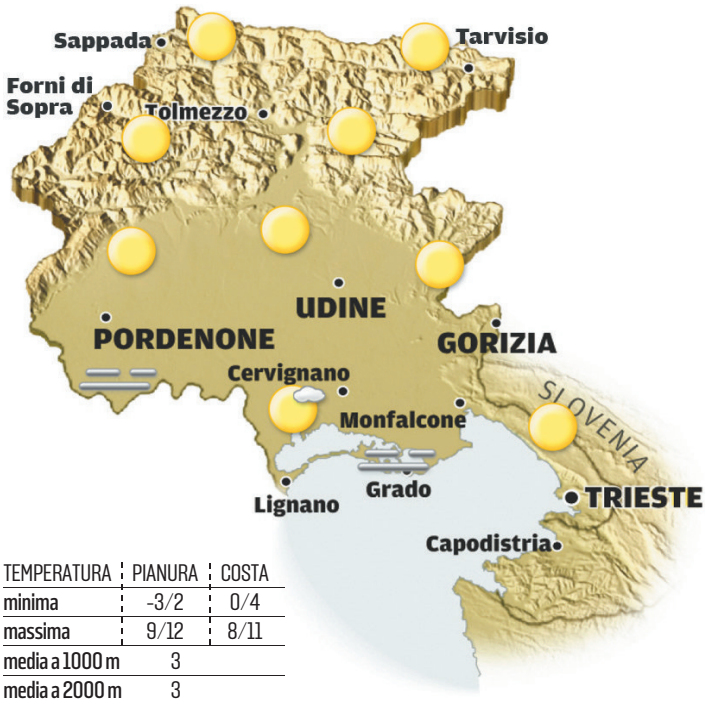 Sappada
Tarvisio
Forni di
Sopra
Tolmezzo
UDINE
PORDENONE
GORIZIA
Cervignano
SLOVENIA
Monfalcone
Grado
Lignano
TRIESTE
Capodistria
TEMPERATURA PIANURA COSTA
minima -3/2 0/4
massima 9/12 8/11
media a 1000 m 3
media a 2000 m 3